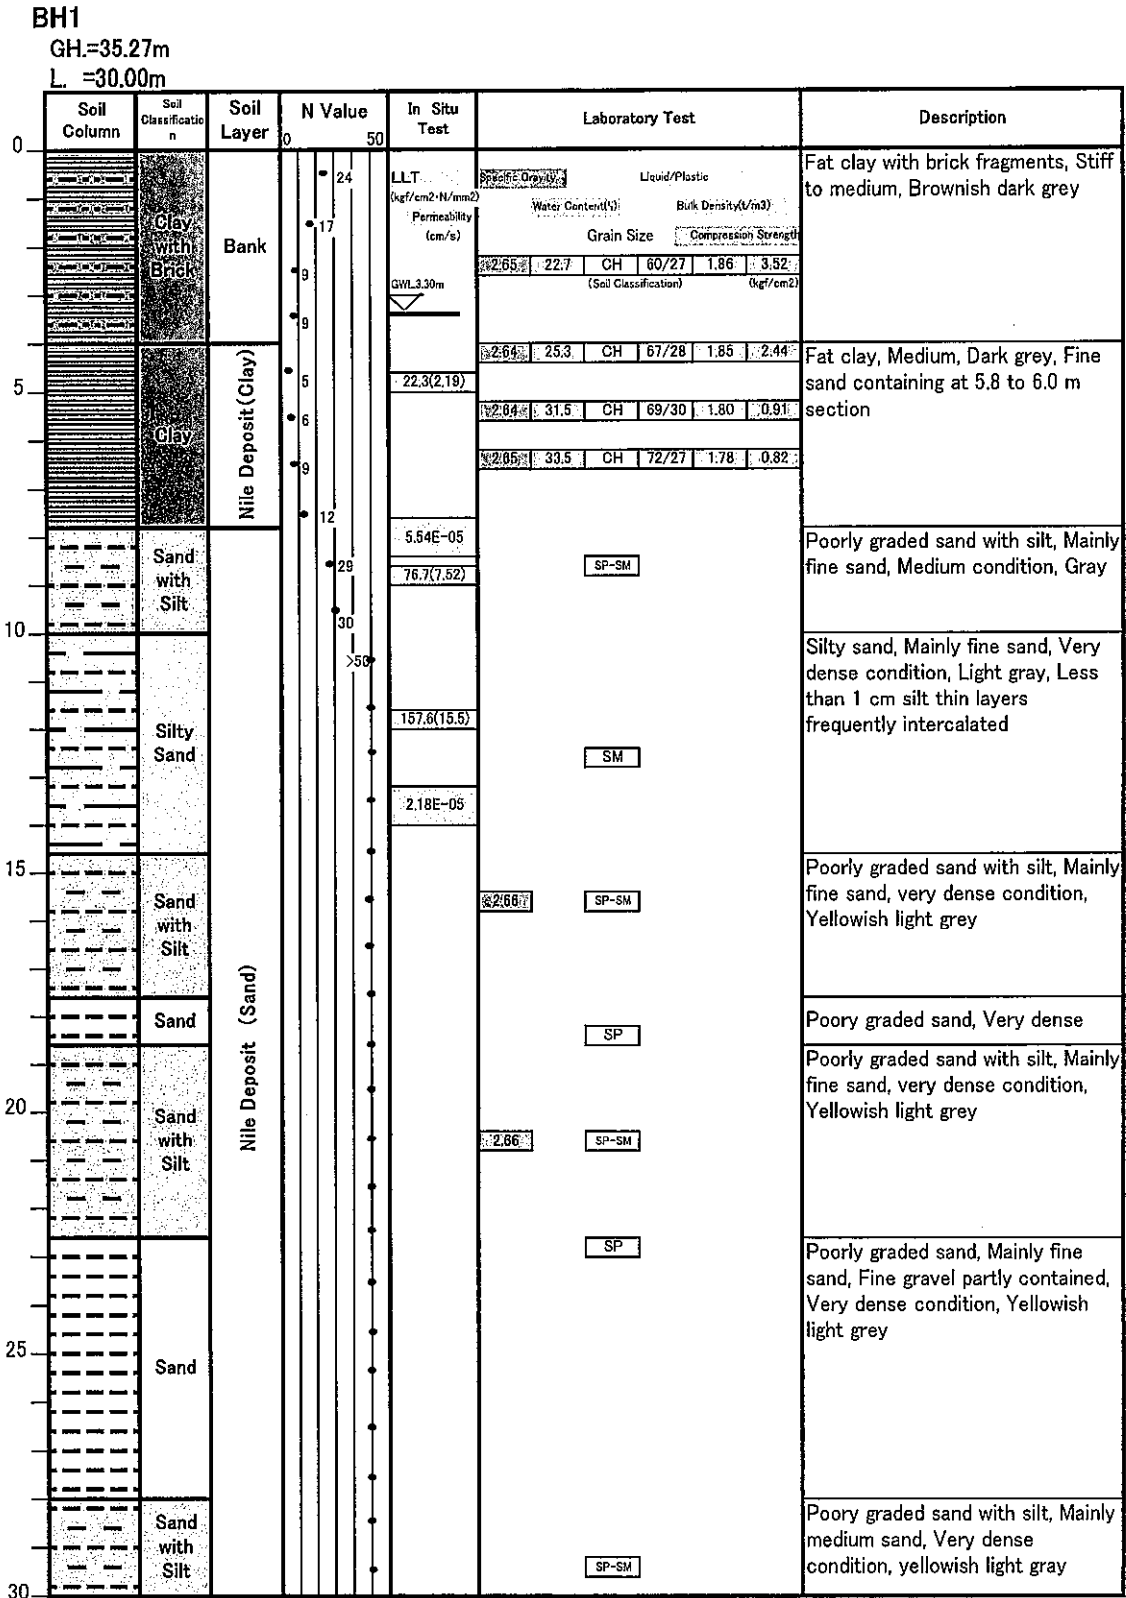 BH1
GH.=35.27m
L. =30.00m
Soil Column
Soil Classificatio n
Soil Layer
N Value
0 50
In Situ Test
Laboratory Test
Description
0
5
10
15
20
25
30
Clay with Brick
Bank
24
17
9
9
LLT
(kgf/cm2・N/mm2)
Permeability
(cm/s)
GWL.3.30m
Specific Gravity
Liquid/Plastic
Water Content(%)
Bulk Density(t/m3)
Grain Size
Compression Strength
2.65 22.7 CH 60/27 1.86 3.52
(Soil Classification) (kgf/cm2)
Fat clay with brick fragments, Stiff
to medium, Brownish dark grey
Clay
Nile Deposit(Clay)
5
6
9
12
22.3(2.19)
2.64 25.3 CH 67/28 1.85 2.44
2.64 31.5 CH 69/30 1.80 0.91
2.65 33.5 CH 72/27 1.78 0.82
Fat clay, Medium, Dark grey, Fine
sand containing at 5.8 to 6.0 m
section
Sand with Silt
Nile Deposit (Sand)
29
30
5.54E-05
76.7(7.52)
SP-SM
Poorly graded sand with silt, Mainly
fine sand, Medium condition, Gray
Silty Sand
>50
157.6(15.5)
SM
2.18E-05
Silty sand, Mainly fine sand, Very
dense condition, Light gray, Less
than 1 cm silt thin layers
frequently intercalated
Sand with Silt
2.66 SP-SM
Poorly graded sand with silt, Mainly
fine sand, very dense condition,
Yellowish light grey
Sand
SP
Poory graded sand, Very dense
Sand with Silt
2.66 SP-SM
Poorly graded sand with silt, Mainly
fine sand, very dense condition,
Yellowish light grey
Sand
SP
Poorly graded sand, Mainly fine
sand, Fine gravel partly contained,
Very dense condition, Yellowish
light grey
Sand with Silt
SP-SM
Poory graded sand with silt, Mainly
medium sand, Very dense
condition, yellowish light gray